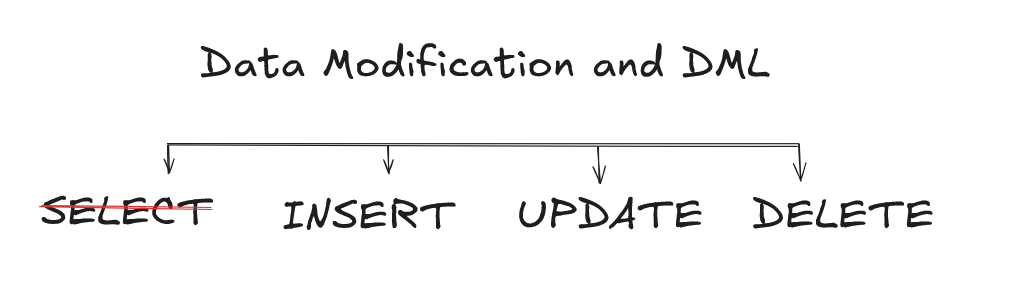 Data Modification and DML
SELECT INSERT UPDATE DELETE